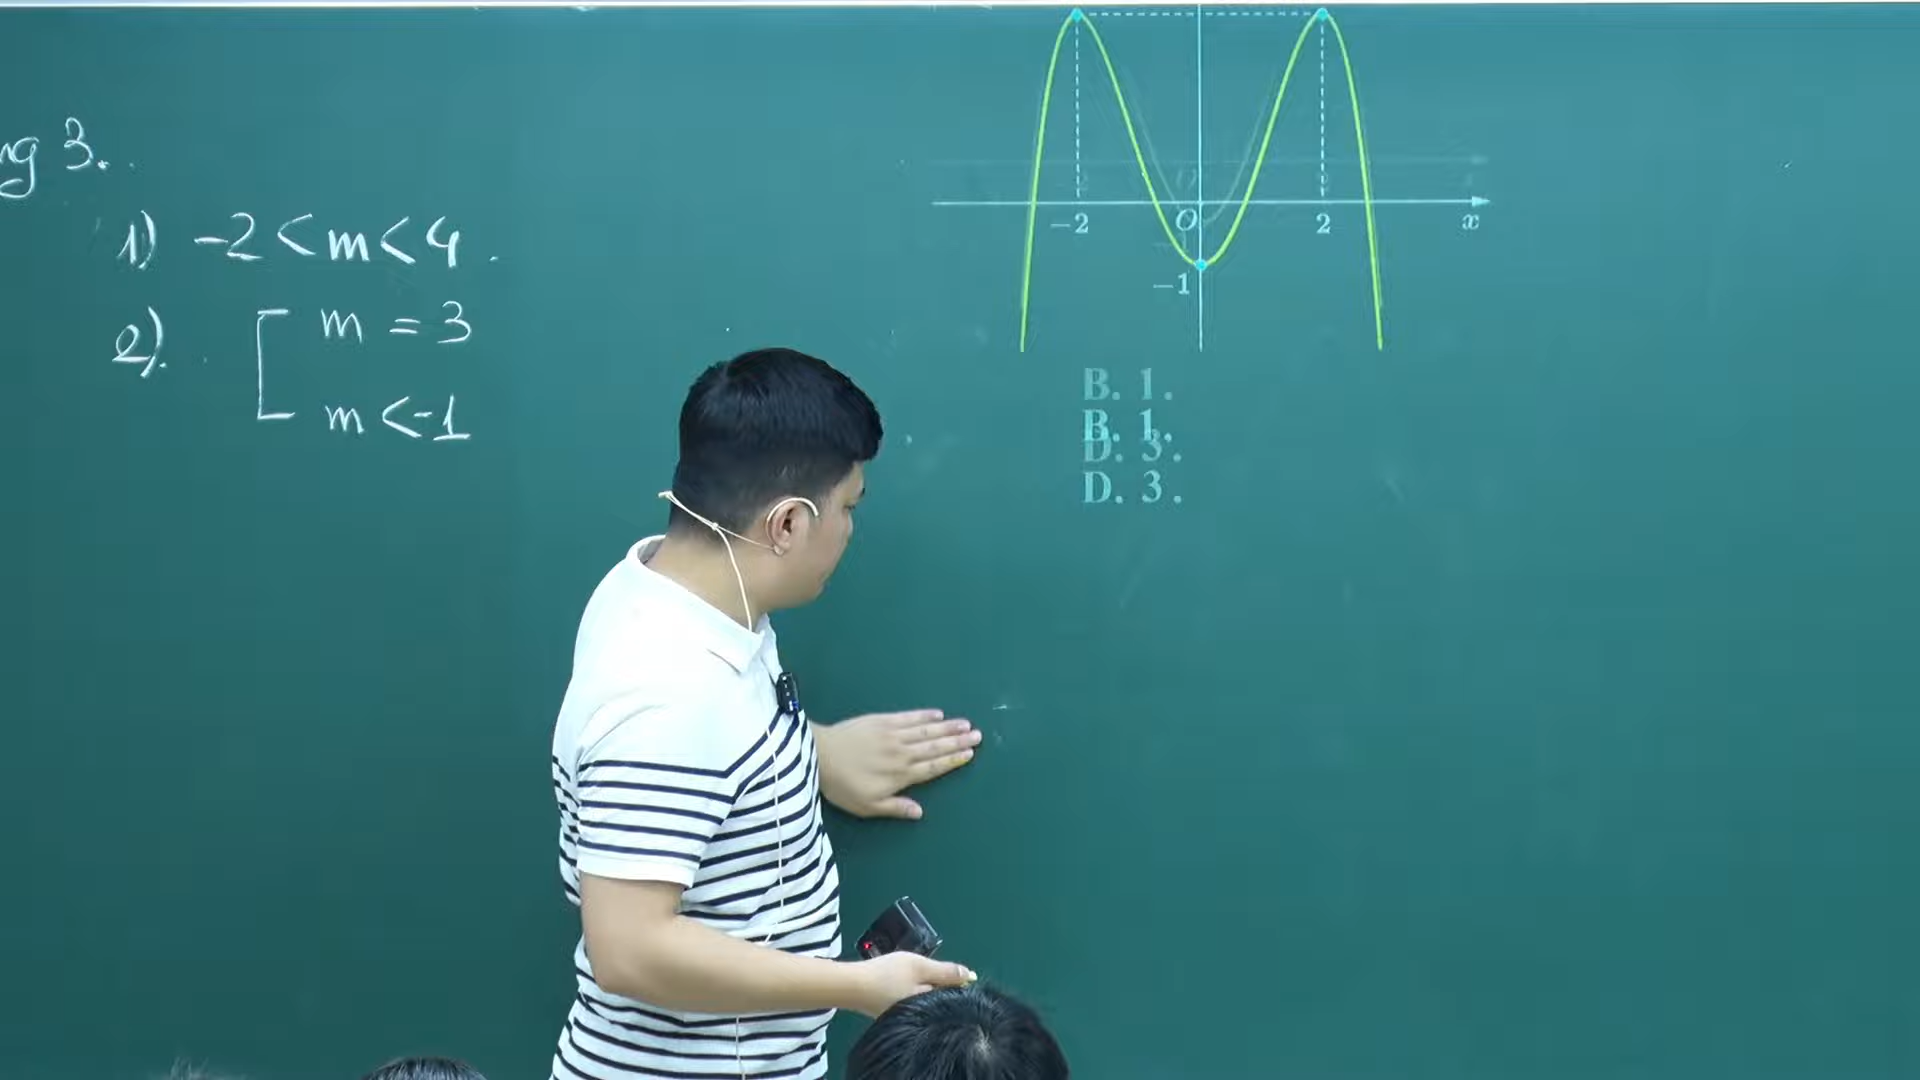 ng 3.
1) -2 < m < 4.
2). [ m = 3
m < -1
-2 O 2 x
-1
B. 1.
B. 1.
D. 3.
D. 3.